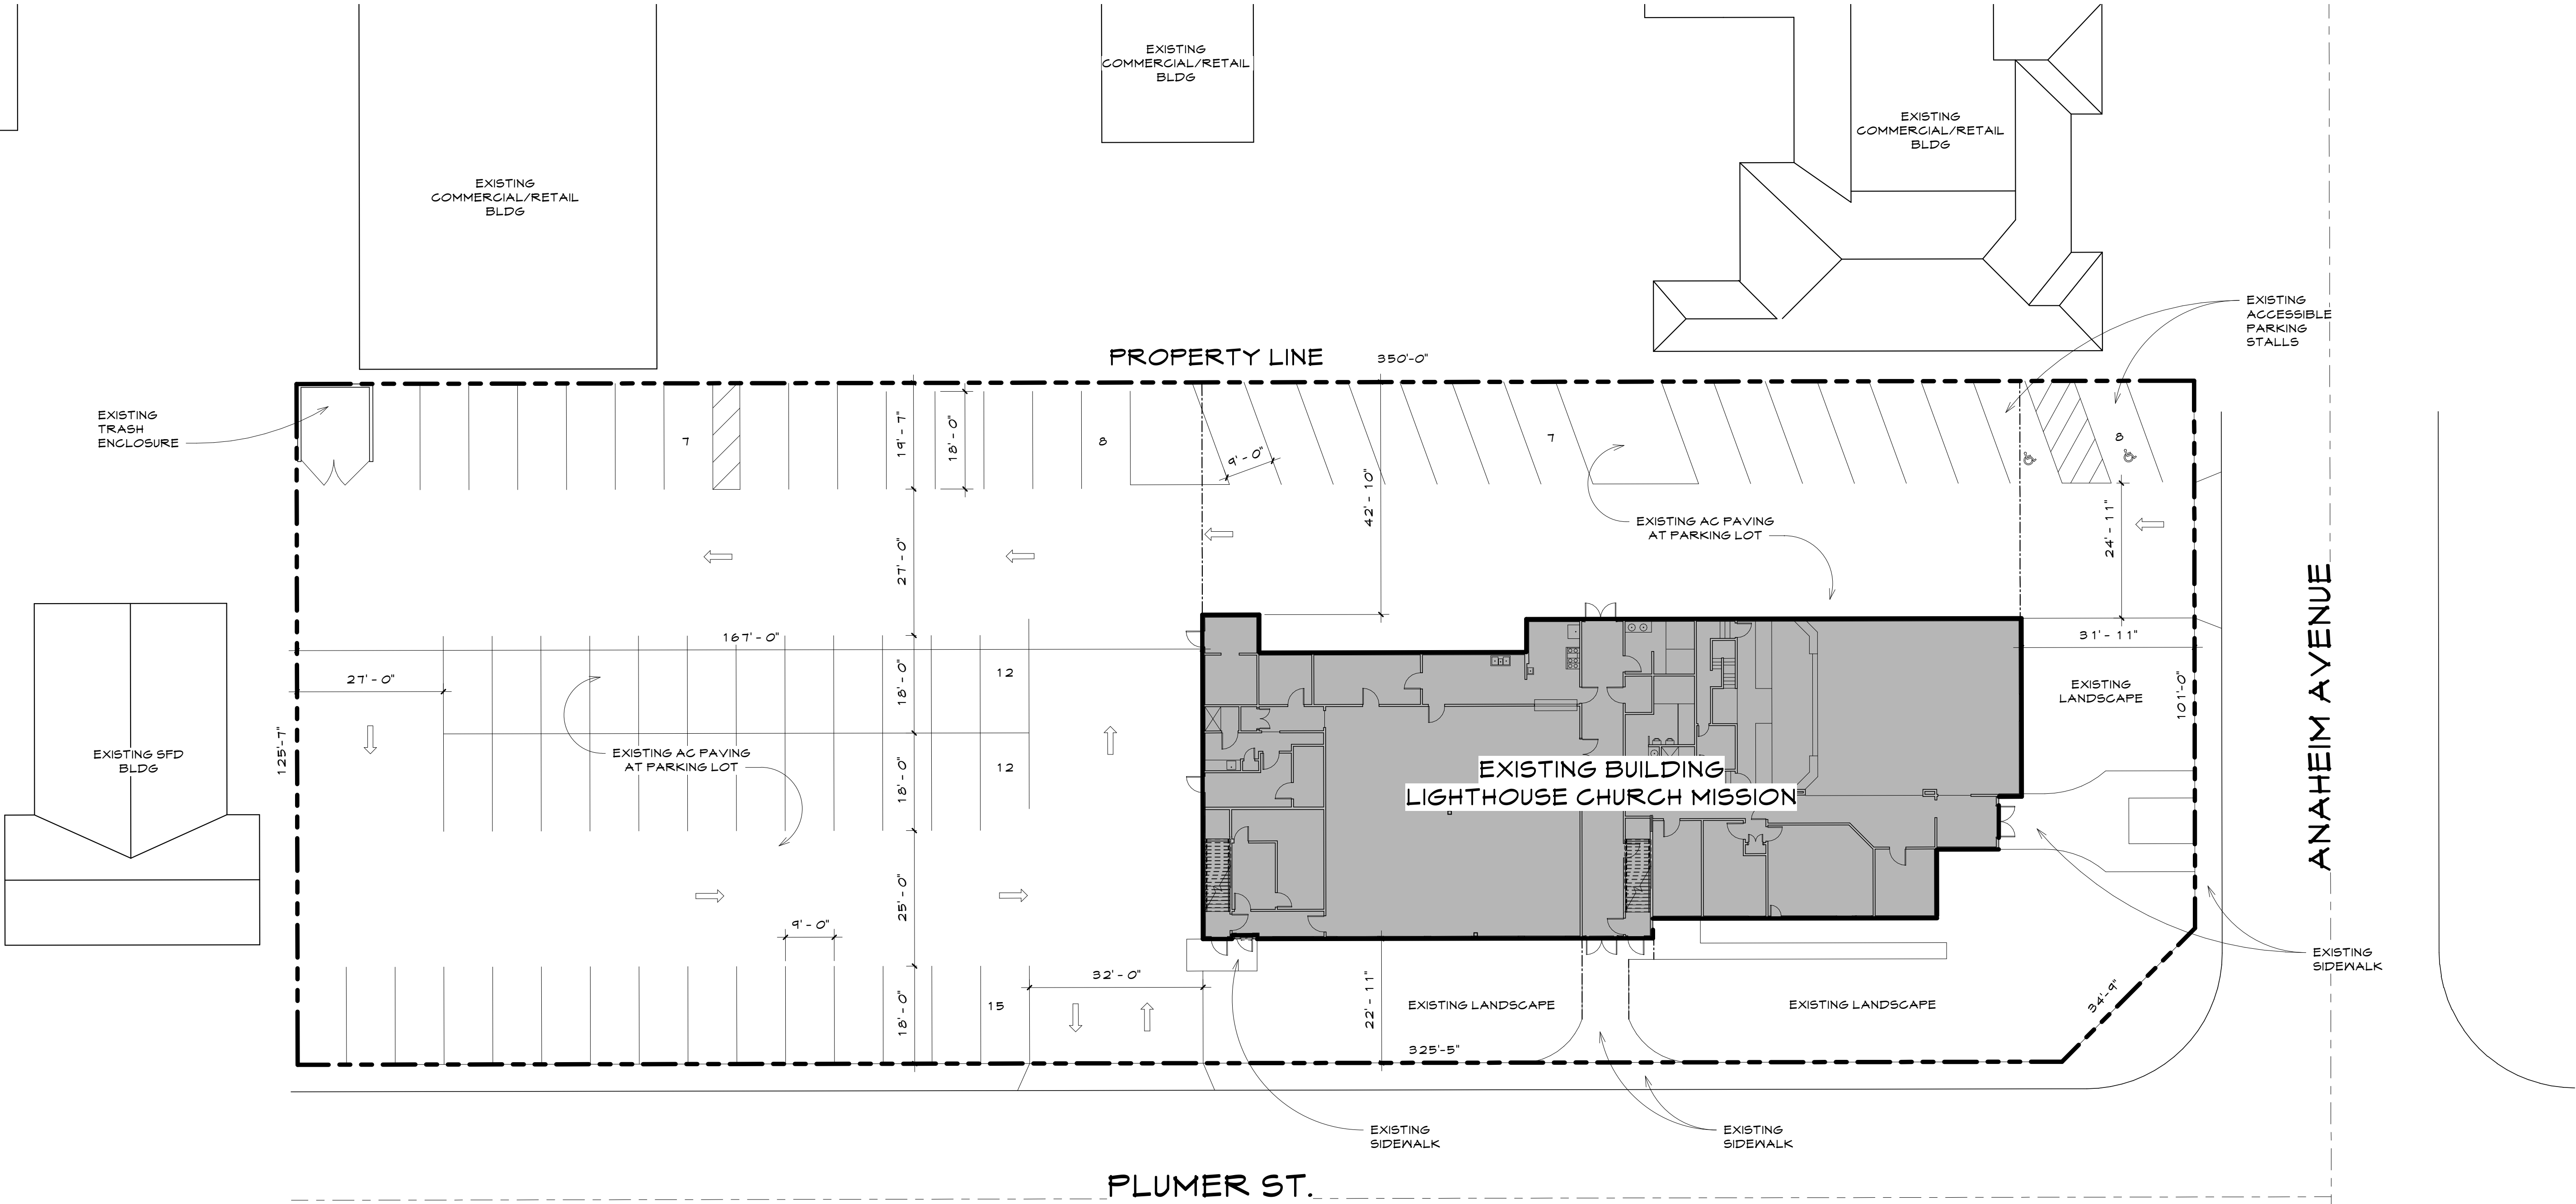 EXISTING
COMMERCIAL/RETAIL
BLDG
EXISTING
COMMERCIAL/RETAIL
BLDG
EXISTING
COMMERCIAL/RETAIL
BLDG
EXISTING
ACCESSIBLE
PARKING
STALLS
PROPERTY LINE
350'-0"
EXISTING
TRASH
ENCLOSURE
7
19'-7"
18'-0"
8
9'-0"
42'-10"
7
8
EXISTING AC PAVING
AT PARKING LOT
24'-11"
27'-0"
167'-0"
31'-11"
27'-0"
18'-0"
12
EXISTING
LANDSCAPE
101'-0"
ANAHEIM AVENUE
125'-7"
EXISTING SFD
BLDG
EXISTING AC PAVING
AT PARKING LOT
18'-0"
12
EXISTING BUILDING
LIGHTHOUSE CHURCH MISSION
25'-0"
9'-0"
32'-0"
18'-0"
15
22'-11"
EXISTING LANDSCAPE
EXISTING LANDSCAPE
34'-9"
EXISTING
SIDEWALK
325'-5"
EXISTING
SIDEWALK
EXISTING
SIDEWALK
PLUMER ST.